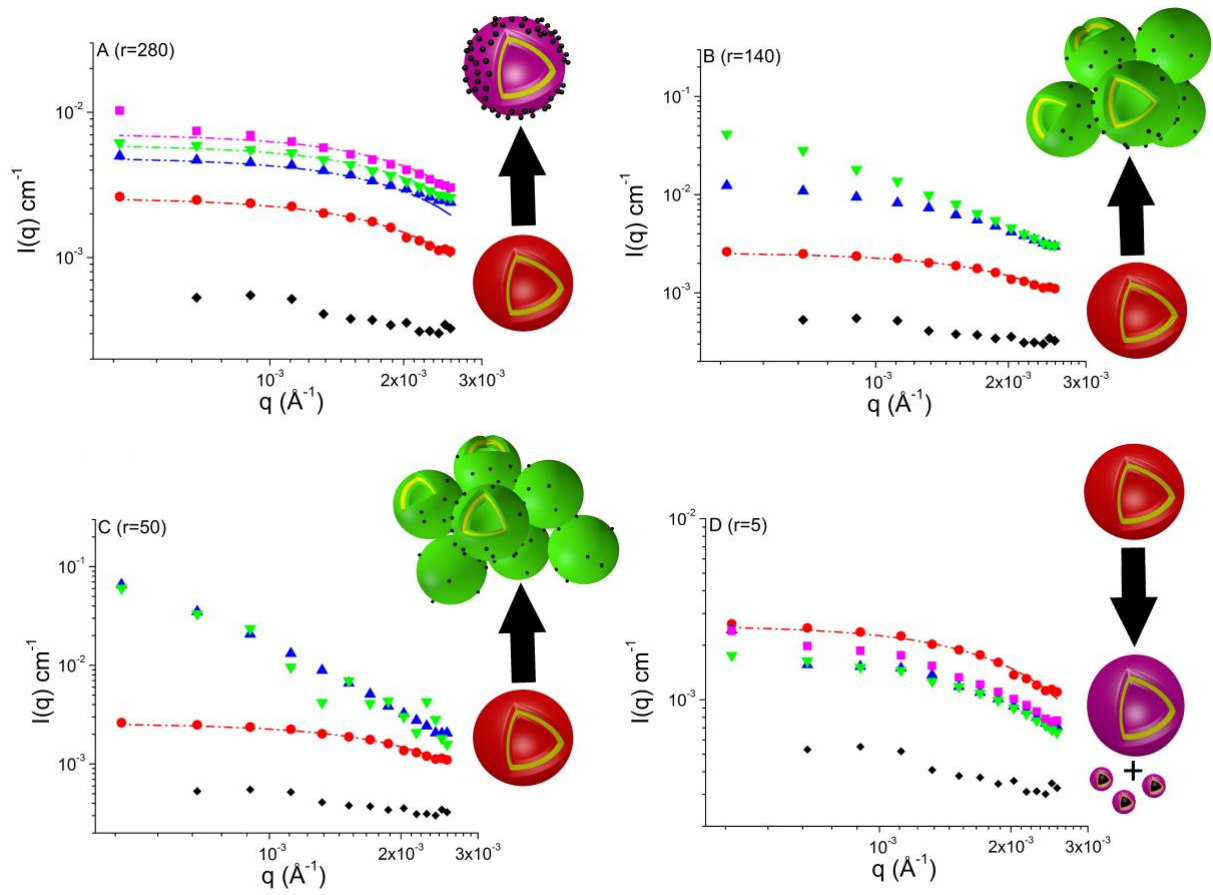 A (r=280)
10⁻²
10⁻³
I(q) cm⁻¹
10⁻³
2x10⁻³
3x10⁻³
q (Å⁻¹)
B (r=140)
10⁻¹
10⁻²
10⁻³
I(q) cm⁻¹
10⁻³
2x10⁻³
3x10⁻³
q (Å⁻¹)
C (r=50)
10⁻¹
10⁻²
10⁻³
I(q) cm⁻¹
10⁻³
2x10⁻³
3x10⁻³
q (Å⁻¹)
10⁻²
D (r=5)
10⁻³
I(q) cm⁻¹
+
10⁻³
2x10⁻³
3x10⁻³
q (Å⁻¹)